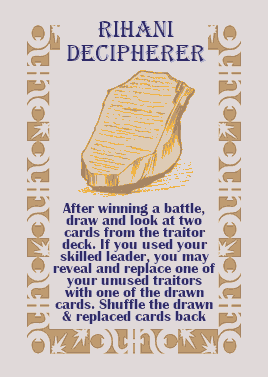 RIHANI
DECIPHERER
After winning a battle,
draw and look at two
cards from the traitor
deck. If you used your
skilled leader, you may
reveal and replace one of
your unused traitors
with one of the drawn
cards. Shuffle the drawn
& replaced cards back